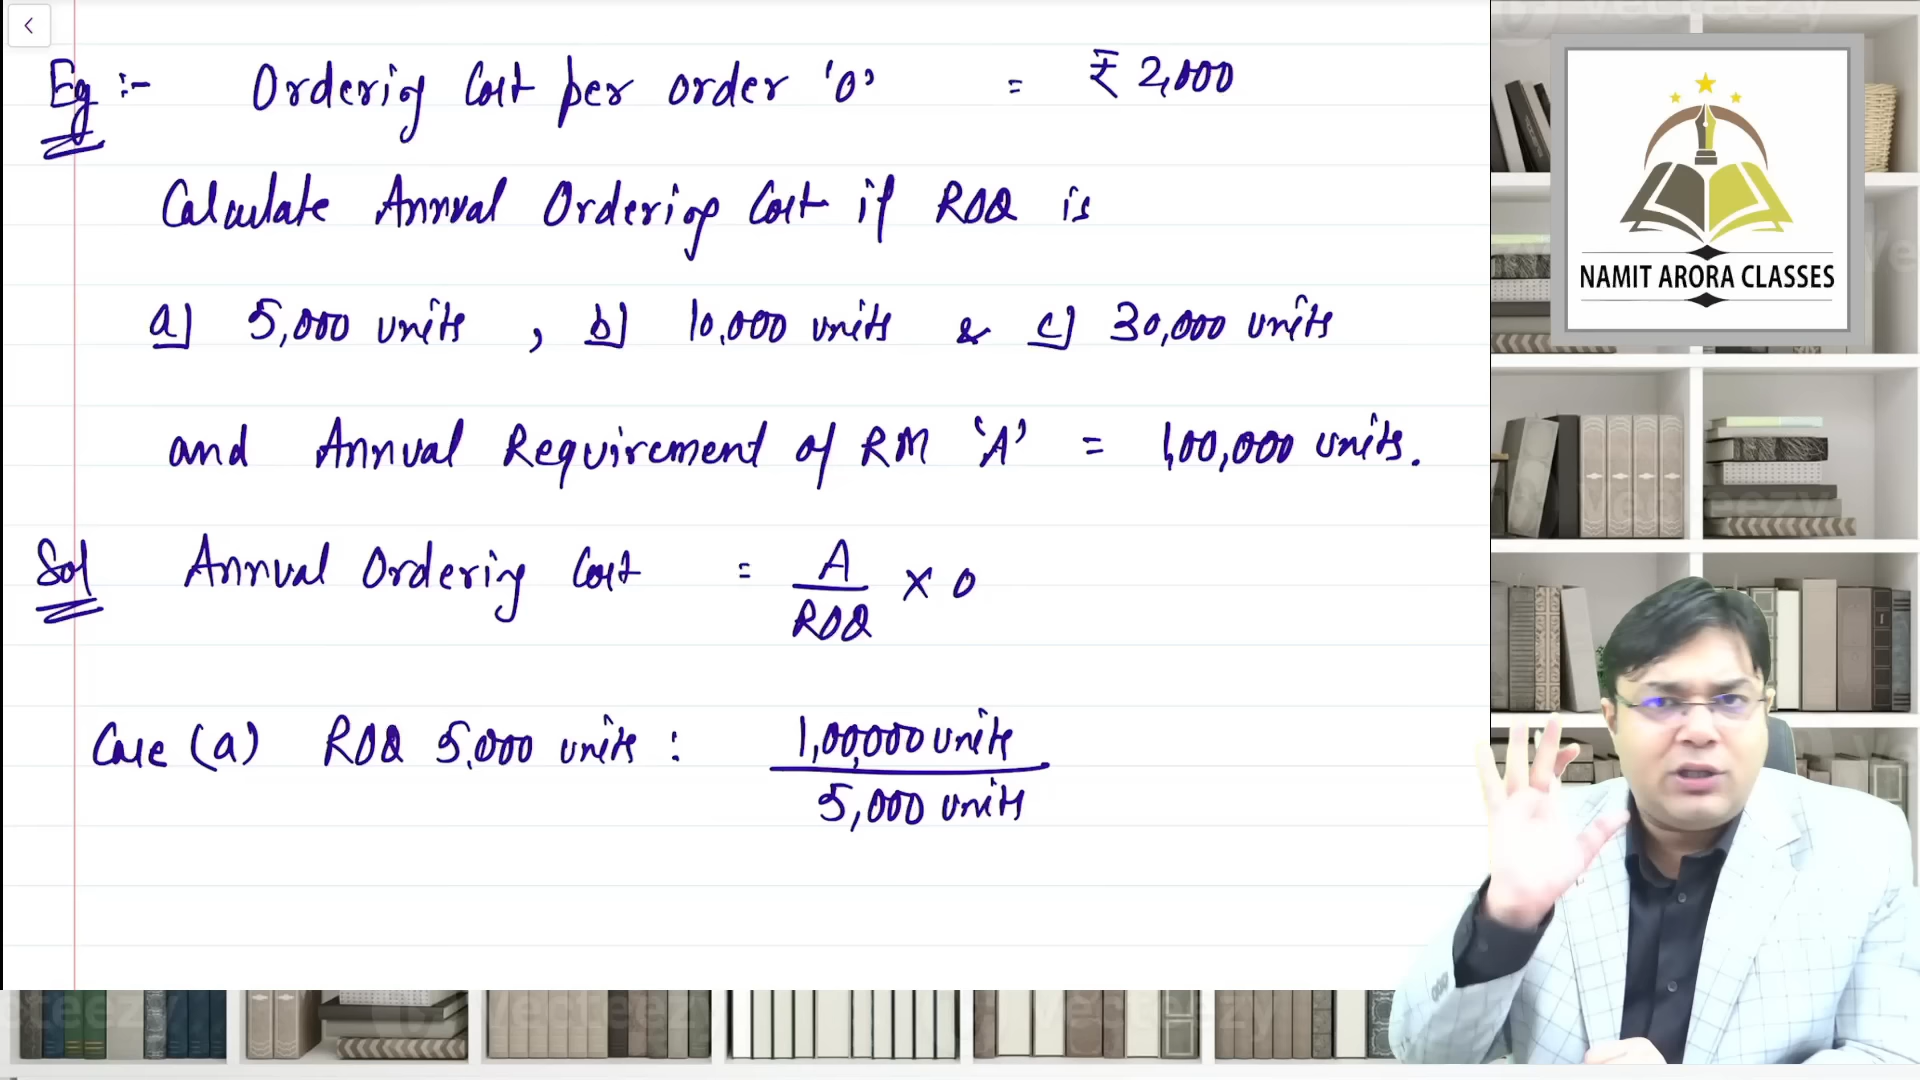 Eg :- Ordering Cost per order 'O' = ₹ 2,000
Calculate Annual Ordering Cost if ROQ is
a] 5,000 units , b] 10,000 units & c] 30,000 units
and Annual Requirement of RM 'A' = 1,00,000 units.
Sol Annual Ordering Cost = A / ROQ × O
Case (a) ROQ 5,000 units : 1,00,000 units / 5,000 units
NAMIT ARORA CLASSES